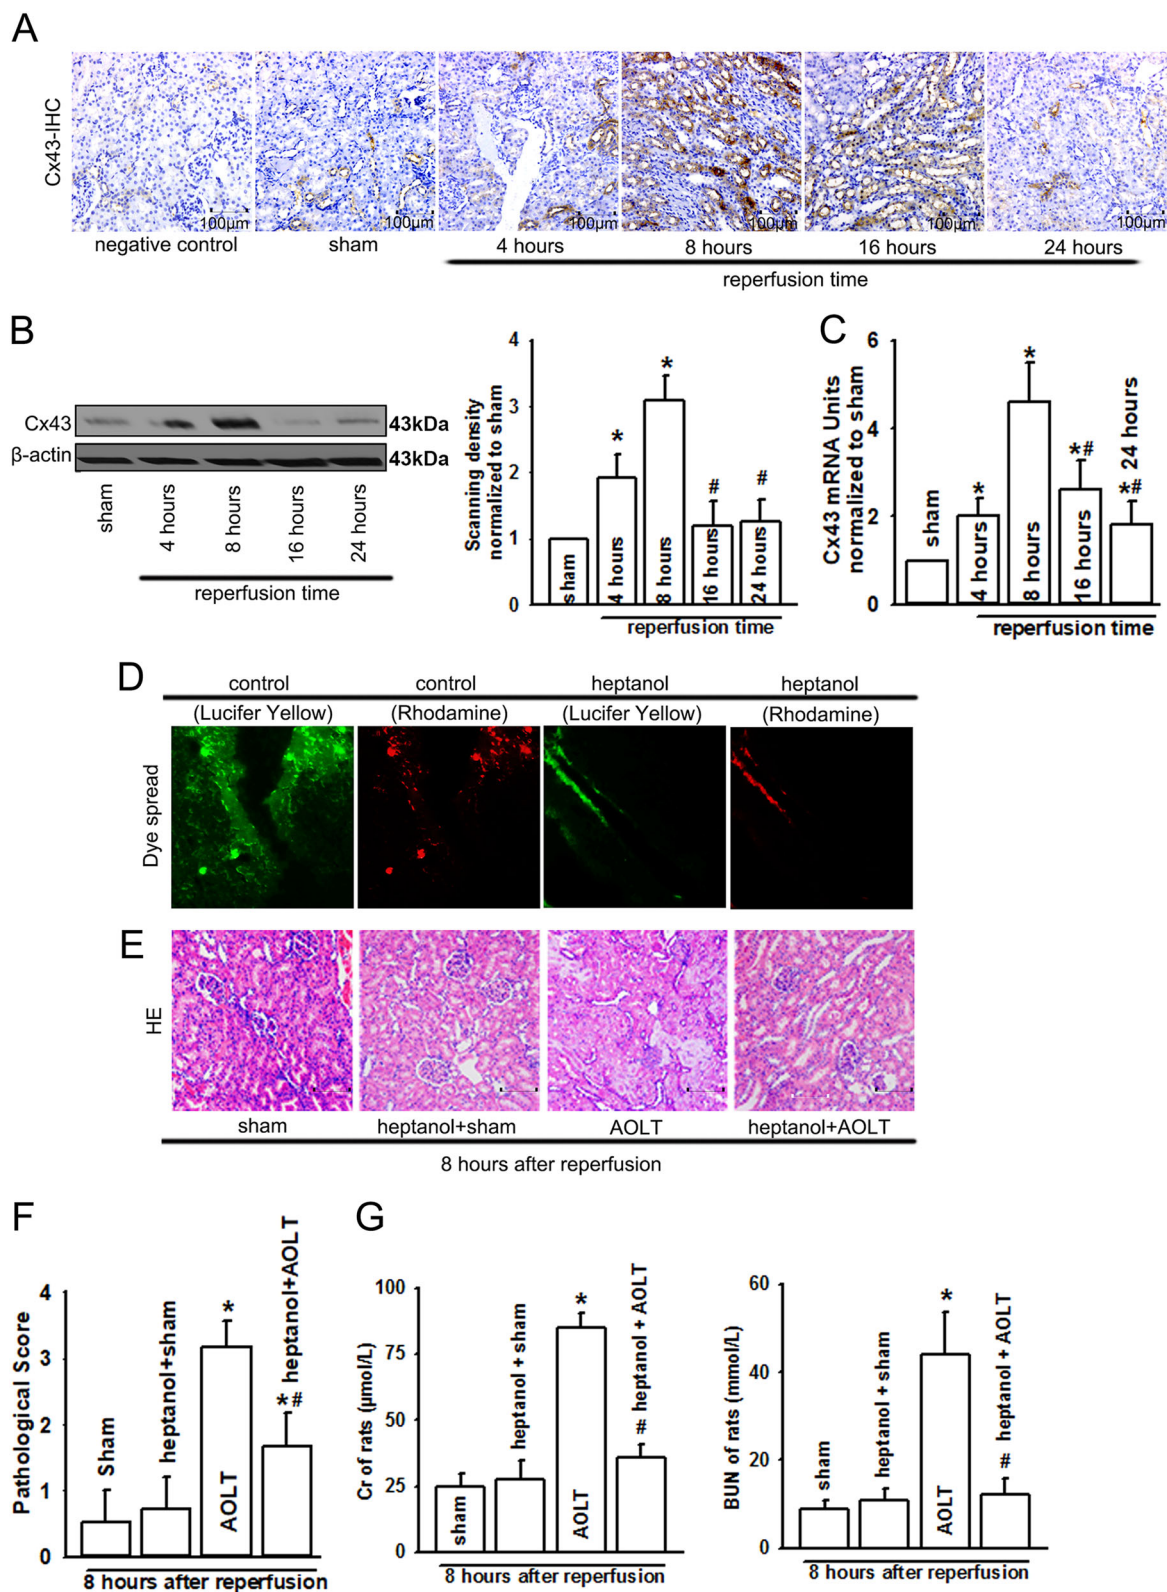 A
Cx43-IHC
100μm
100μm
100μm
100μm
100μm
100μm
negative control
sham
4 hours
8 hours
16 hours
24 hours
reperfusion time
B
Cx43
43kDa
β-actin
43kDa
sham
4 hours
8 hours
16 hours
24 hours
reperfusion time
Scanning density
normalized to sham
4
3
2
1
0
*
*
#
#
sham
4 hours
8 hours
16 hours
24 hours
reperfusion time
C
Cx43 mRNA Units
normalized to sham
6
4
2
0
sham
*
4 hours
*
8 hours
*#
16 hours
*#
24 hours
reperfusion time
D
control
control
heptanol
heptanol
(Lucifer Yellow)
(Rhodamine)
(Lucifer Yellow)
(Rhodamine)
Dye spread
E
HE
sham
heptanol+sham
AOLT
heptanol+AOLT
8 hours after reperfusion
F
Pathological Score
4
3
2
1
0
Sham
heptanol+sham
*
AOLT
*#
heptanol+AOLT
8 hours after reperfusion
G
Cr of rats (μmol/L)
100
75
50
25
0
sham
heptanol + sham
*
AOLT
# heptanol + AOLT
8 hours after reperfusion
BUN of rats (mmol/L)
60
40
20
0
sham
heptanol + sham
*
AOLT
# heptanol + AOLT
8 hours after reperfusion